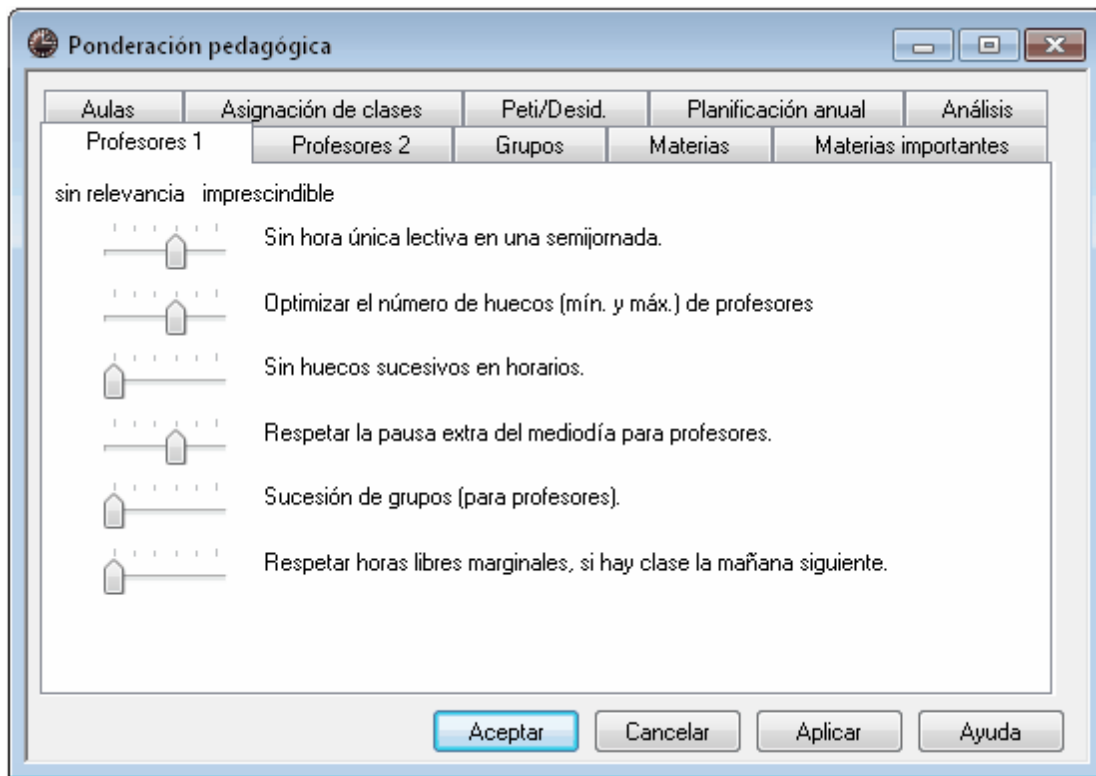 Ponderación pedagógica
Aulas
Asignación de clases
Peti/Desid.
Planificación anual
Análisis
Profesores 1
Profesores 2
Grupos
Materias
Materias importantes
sin relevancia imprescindible
Sin hora única lectiva en una semijornada.
Optimizar el número de huecos (mín. y máx.) de profesores
Sin huecos sucesivos en horarios.
Respetar la pausa extra del mediodía para profesores.
Sucesión de grupos (para profesores).
Respetar horas libres marginales, si hay clase la mañana siguiente.
Aceptar
Cancelar
Aplicar
Ayuda